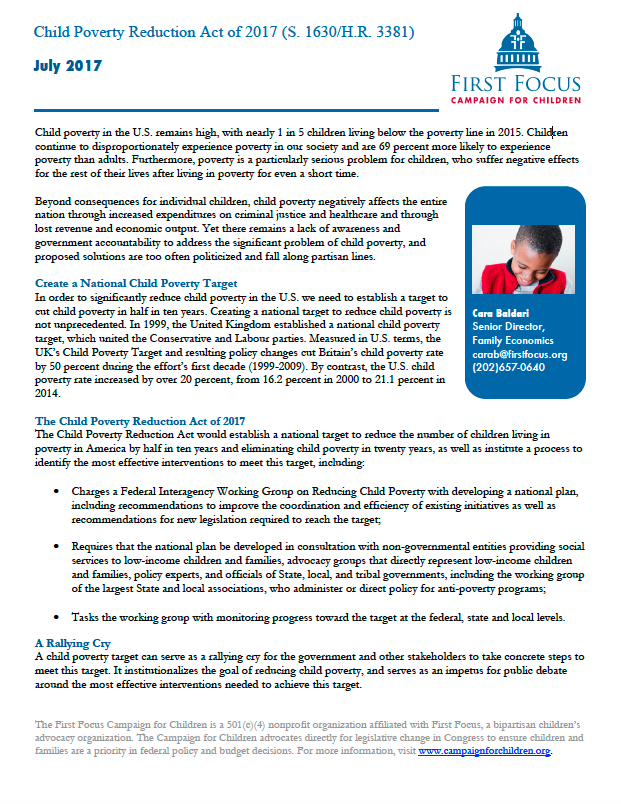 Child Poverty Reduction Act of 2017 (S. 1630/H.R. 3381)
July 2017
FIRST FOCUS
CAMPAIGN FOR CHILDREN
Child poverty in the U.S. remains high, with nearly 1 in 5 children living below the poverty line in 2015. Children
continue to disproportionately experience poverty in our society and are 69 percent more likely to experience
poverty than adults. Furthermore, poverty is a particularly serious problem for children, who suffer negative effects
for the rest of their lives after living in poverty for even a short time.
Beyond consequences for individual children, child poverty negatively affects the entire
nation through increased expenditures on criminal justice and healthcare and through
lost revenue and economic output. Yet there remains a lack of awareness and
government accountability to address the significant problem of child poverty, and
proposed solutions are too often politicized and fall along partisan lines.
Create a National Child Poverty Target
In order to significantly reduce child poverty in the U.S. we need to establish a target to
cut child poverty in half in ten years. Creating a national target to reduce child poverty is
not unprecedented. In 1999, the United Kingdom established a national child poverty
target, which united the Conservative and Labour parties. Measured in U.S. terms, the
UK's Child Poverty Target and resulting policy changes cut Britain's child poverty rate
by 50 percent during the effort's first decade (1999-2009). By contrast, the U.S. child
poverty rate increased by over 20 percent, from 16.2 percent in 2000 to 21.1 percent in
2014.
Cara Baldari
Senior Director,
Family Economics
carab@firstfocus.org
(202)657-0640
The Child Poverty Reduction Act of 2017
The Child Poverty Reduction Act would establish a national target to reduce the number of children living in
poverty in America by half in ten years and eliminating child poverty in twenty years, as well as institute a process to
identify the most effective interventions to meet this target, including:
• Charges a Federal Interagency Working Group on Reducing Child Poverty with developing a national plan,
including recommendations to improve the coordination and efficiency of existing initiatives as well as
recommendations for new legislation required to reach the target;
• Requires that the national plan be developed in consultation with non-governmental entities providing social
services to low-income children and families, advocacy groups that directly represent low-income children
and families, policy experts, and officials of State, local, and tribal governments, including the working group
of the largest State and local associations, who administer or direct policy for anti-poverty programs;
• Tasks the working group with monitoring progress toward the target at the federal, state and local levels.
A Rallying Cry
A child poverty target can serve as a rallying cry for the government and other stakeholders to take concrete steps to
meet this target. It institutionalizes the goal of reducing child poverty, and serves as an impetus for public debate
around the most effective interventions needed to achieve this target.
The First Focus Campaign for Children is a 501(c)(4) nonprofit organization affiliated with First Focus, a bipartisan children's
advocacy organization. The Campaign for Children advocates directly for legislative change in Congress to ensure children and
families are a priority in federal policy and budget decisions. For more information, visit www.campaignforchildren.org.